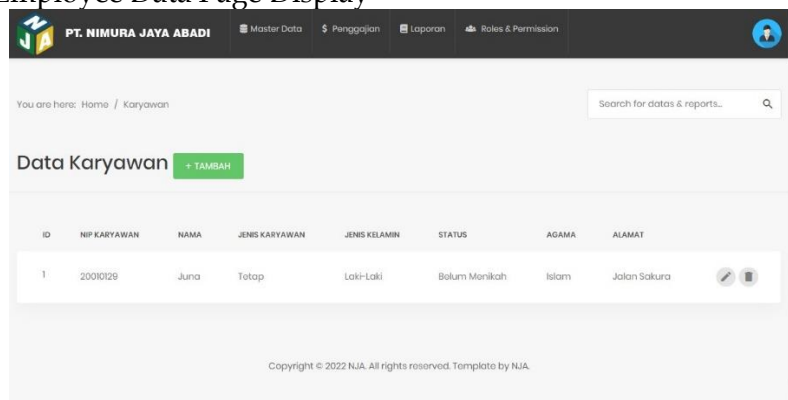 Employee Data Page Display
NJA PT. NIMURA JAYA ABADI Master Data $ Penggajian Laporan Roles & Permission
You are here: Home / Karyawan Search for datas & reports...
Data Karyawan + TAMBAH
ID NIP KARYAWAN NAMA JENIS KARYAWAN JENIS KELAMIN STATUS AGAMA ALAMAT
1 20010129 Juna Tetap Laki-Laki Belum Menikah Islam Jalan Sakura
Copyright © 2022 NJA. All rights reserved. Template by NJA.